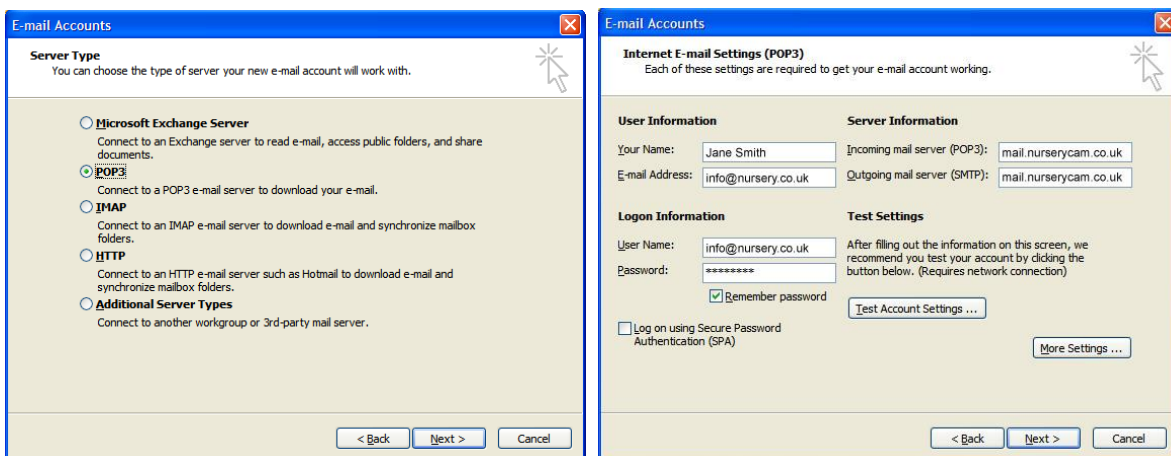 E-mail Accounts
Server Type
You can choose the type of server your new e-mail account will work with.
Microsoft Exchange Server
Connect to an Exchange server to read e-mail, access public folders, and share
documents.
POP3
Connect to a POP3 e-mail server to download your e-mail.
IMAP
Connect to an IMAP e-mail server to download e-mail and synchronize mailbox
folders.
HTTP
Connect to an HTTP e-mail server such as Hotmail to download e-mail and
synchronize mailbox folders.
Additional Server Types
Connect to another workgroup or 3rd-party mail server.
< Back Next > Cancel
E-mail Accounts
Internet E-mail Settings (POP3)
Each of these settings are required to get your e-mail account working.
User Information
Your Name: Jane Smith
E-mail Address: info@nursery.co.uk
Server Information
Incoming mail server (POP3): mail.nurserycam.co.uk
Outgoing mail server (SMTP): mail.nurserycam.co.uk
Logon Information
User Name: info@nursery.co.uk
Password: ********
Remember password
Log on using Secure Password
Authentication (SPA)
Test Settings
After filling out the information on this screen, we
recommend you test your account by clicking the
button below. (Requires network connection)
Test Account Settings ...
More Settings ...
< Back Next > Cancel